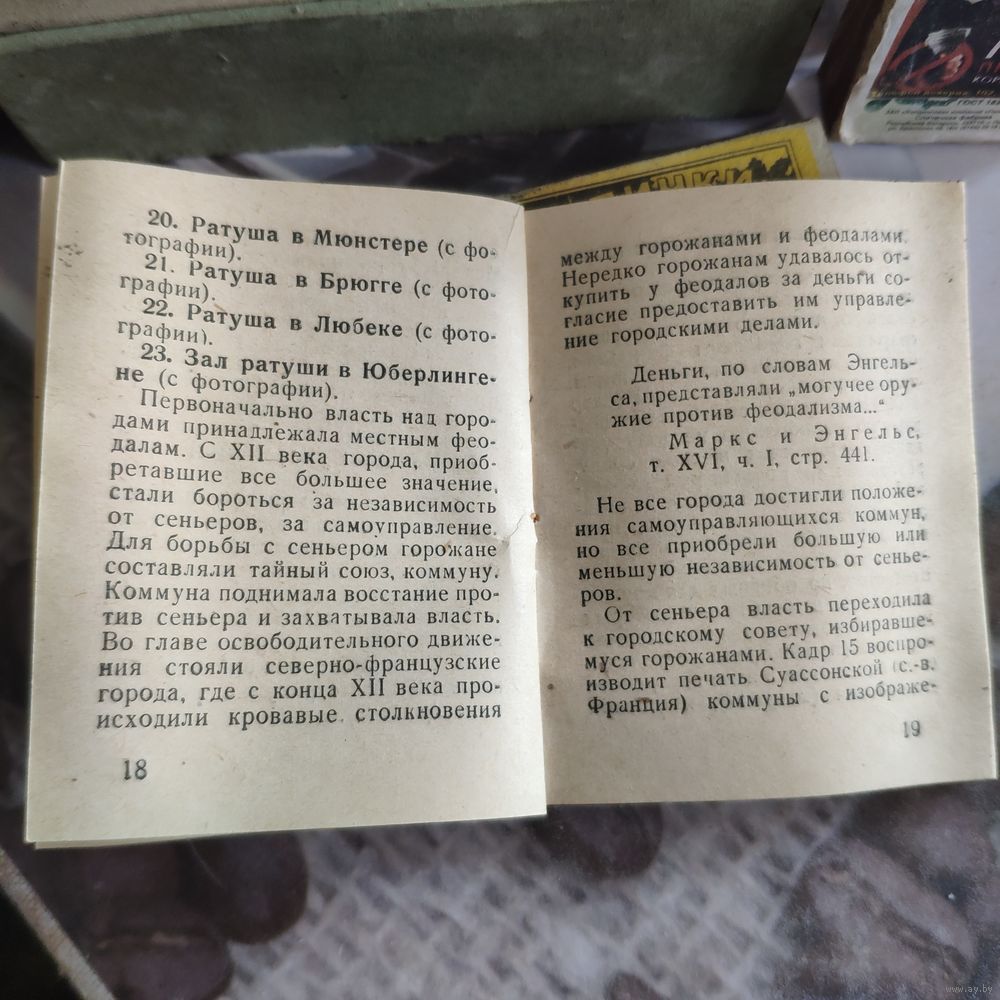 20. Ратуша в Мюнстере (с фо-
тографии).
21. Ратуша в Брюгге (с фото-
графии).
22. Ратуша в Любеке (с фото-
графии).
23. Зал ратуши в Юберлинге-
не (с фотографии).
Первоначально власть над горо-
дами принадлежала местным фео-
далам. С XII века города, приоб-
ретавшие все большее значение,
стали бороться за независимость
от сеньеров, за самоуправление.
Для борьбы с сеньером горожане
составляли тайный союз, коммуну.
Коммуна поднимала восстание про-
тив сеньера и захватывала власть.
Во главе освободительного движе-
ния стояли северно-французские
города, где с конца XII века про-
исходили кровавые столкновения
18
между горожанами и феодалами.
Нередко горожанам удавалось от-
купить у феодалов за деньги со-
гласие предоставить им управле-
ние городскими делами.
Деньги, по словам Энгель-
са, представляли „могучее ору-
жие против феодализма...“
Маркс и Энгельс,
т. XVI, ч. I, стр. 441.
Не все города достигли положе-
ния самоуправляющихся коммун,
но все приобрели большую или
меньшую независимость от сенье-
ров.
От сеньера власть переходила
к городскому совету, избиравше-
муся горожанами. Кадр 15 воспро-
изводит печать Суассонской (с.-в.
Франция) коммуны с изображе-
19
ГОСТ
www.ay.by